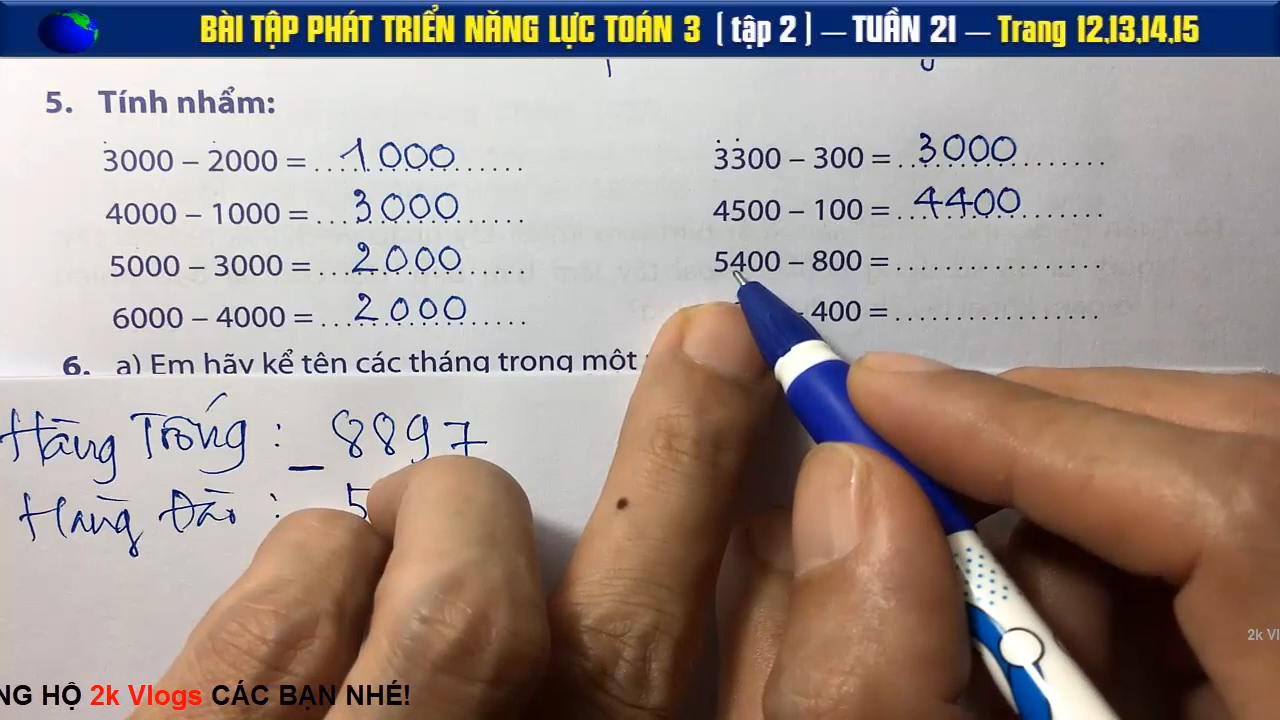 BÀI TẬP PHÁT TRIỂN NĂNG LỰC TOÁN 3 ( tập 2 ) – TUẦN 21 – Trang 12,13,14,15
5. Tính nhẩm:
3000 – 2000 = 1000
3300 – 300 = 3000
4000 – 1000 = 3000
4500 – 100 = 4400
5000 – 3000 = 2000
5400 – 800 =
6000 – 4000 = 2000
– 400 =
6. a) Em hãy kể tên các tháng trong một
Hàng Trống : 8897
Hàng Đào : 5
2k Vl
NG HỘ 2k Vlogs CÁC BẠN NHÉ!